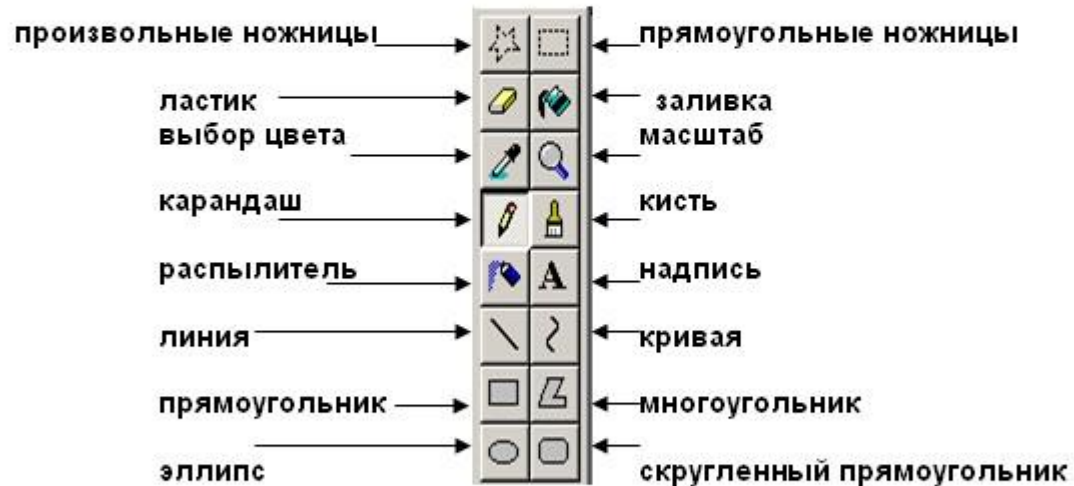 произвольные ножницы прямоугольные ножницы
ластик заливка
выбор цвета масштаб
карандаш кисть
распылитель A надпись
линия кривая
прямоугольник многоугольник
эллипс скругленный прямоугольник